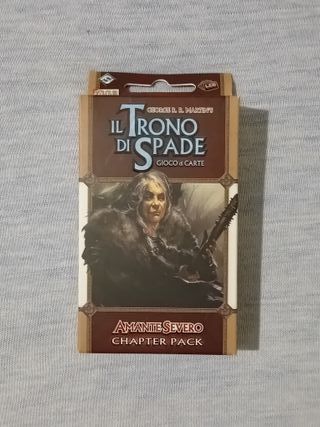 GEORGE R. R. MARTIN'S
IL TRONO
DI SPADE
GIOCO di CARTE
AMANTE SEVERO
CHAPTER PACK